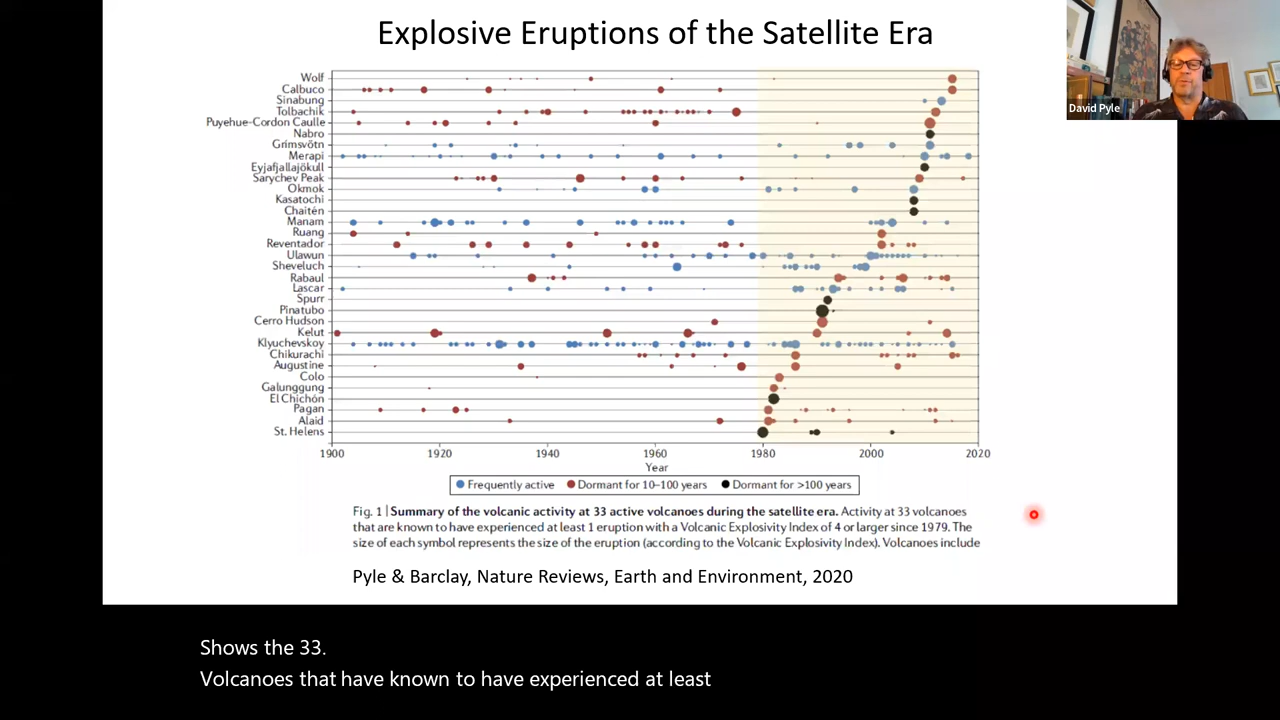 Explosive Eruptions of the Satellite Era
David Pyle
Wolf
Calbuco
Sinabung
Tolbachik
Puyehue-Cordon Caulle
Nabro
Grimsvötn
Merapi
Eyjafjallajökull
Sarychev Peak
Okmok
Kasatochi
Chaitén
Manam
Ruang
Reventador
Ulawun
Sheveluch
Rabaul
Lascar
Spurr
Pinatubo
Cerro Hudson
Kelut
Klyuchevskoy
Chikurachi
Augustine
Colo
Galunggung
El Chichón
Pagan
Alaid
St. Helens
1900 1920 1940 1960 1980 2000 2020
Year
Frequently active Dormant for 10–100 years Dormant for >100 years
Fig. 1 | Summary of the volcanic activity at 33 active volcanoes during the satellite era. Activity at 33 volcanoes
that are known to have experienced at least 1 eruption with a Volcanic Explosivity Index of 4 or larger since 1979. The
size of each symbol represents the size of the eruption (according to the Volcanic Explosivity Index). Volcanoes include
Pyle & Barclay, Nature Reviews, Earth and Environment, 2020
Shows the 33.
Volcanoes that have known to have experienced at least